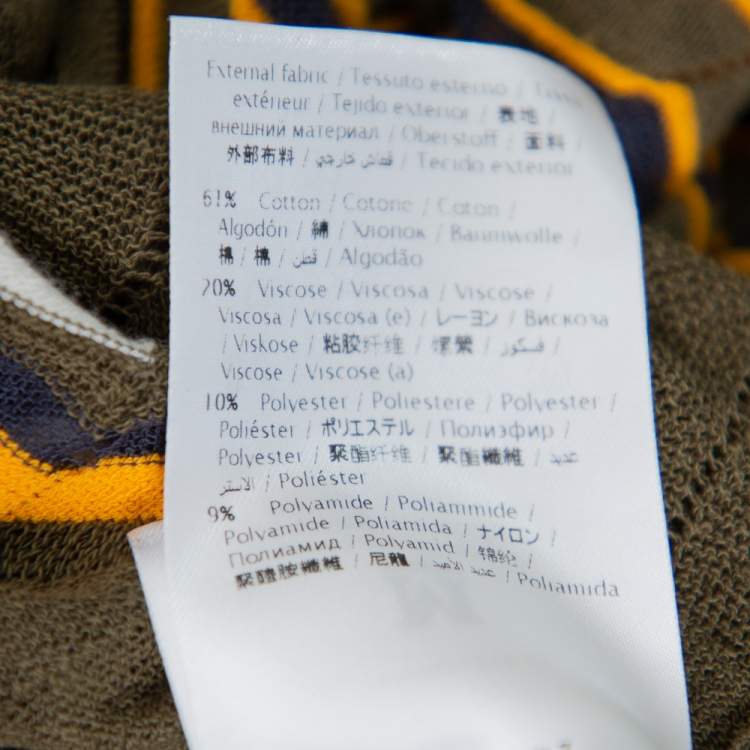 External fabric / Tessuto esterno / Tissu
extérieur / Tejido exterior / 表地 /
внешний материал / Oberstoff / 面料 /
外部布料 / قماش خارجي / Tecido exterior
61% Cotton / Cotone / Coton /
Algodón / 綿 / Хлопок / Baumwolle /
棉 / 棉 / قطن / Algodão
20% Viscose / Viscosa / Viscose /
Viscosa / Viscosa (e) / レーヨン / Вискоза
/ Viskose / 粘胶纤维 / 嫘縈 / فسكوز /
Viscose / Viscose (a)
10% Polyester / Poliestere / Polyester /
Poliéster / ポリエステル / Полиэфир /
Polyester / 聚酯纤维 / 聚酯纖維 / عديد
الاستر / Poliéster
9% Polyamide / Poliammide /
Polyamide / Poliamida / ナイロン /
Полиамид / Polyamid / 锦纶 /
聚醯胺纖維 / 尼龍 / عديد الأميد / Poliamida